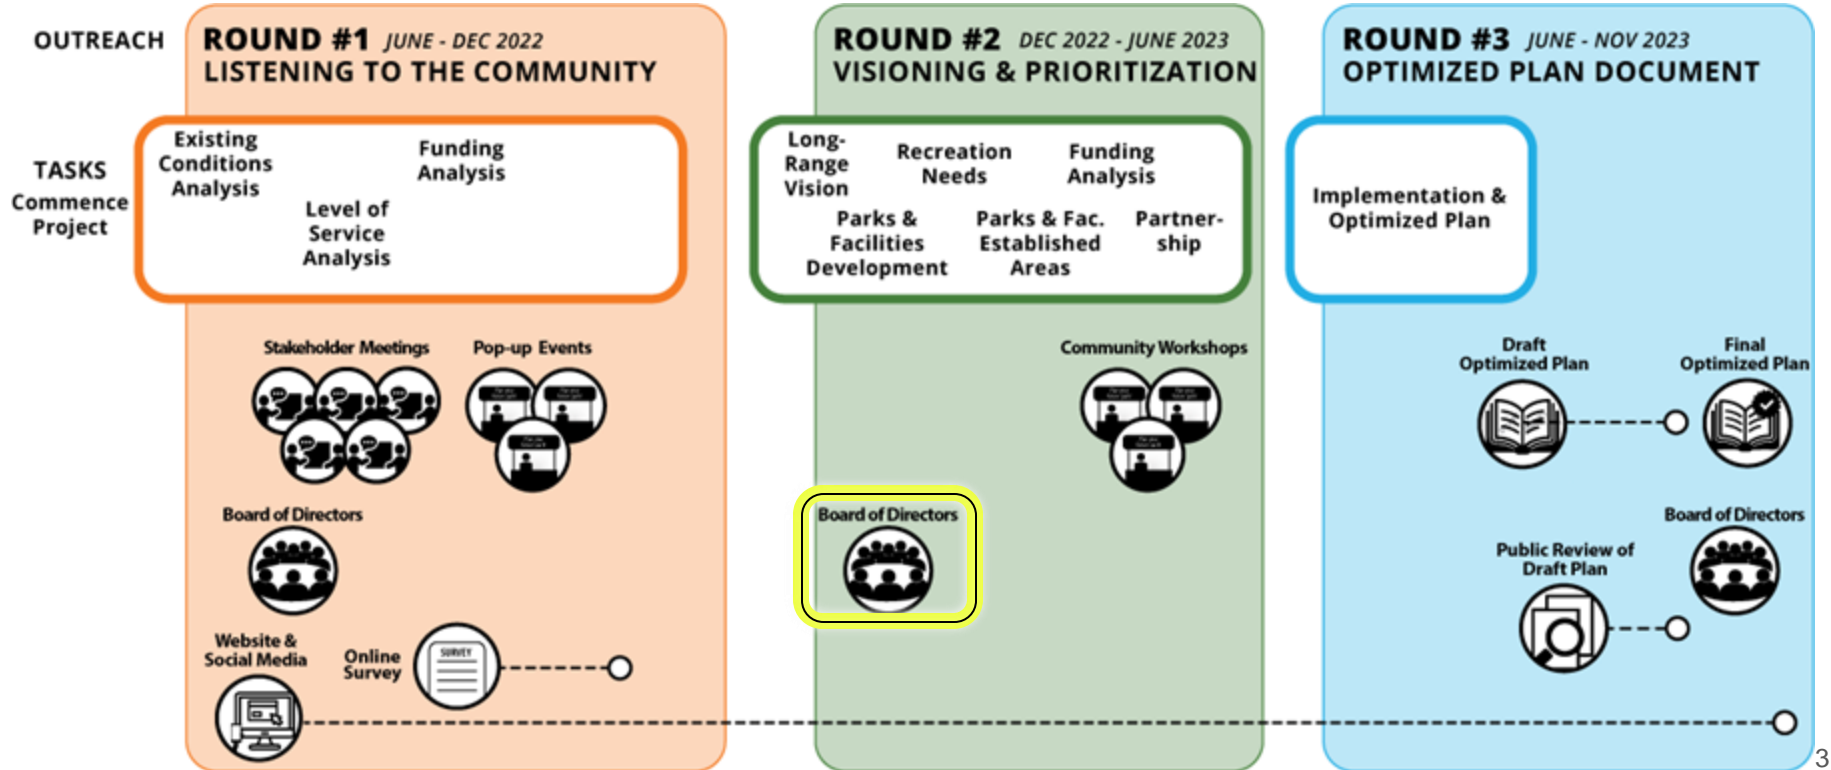 OUTREACH
ROUND #1 JUNE - DEC 2022
LISTENING TO THE COMMUNITY
ROUND #2 DEC 2022 - JUNE 2023
VISIONING & PRIORITIZATION
ROUND #3 JUNE - NOV 2023
OPTIMIZED PLAN DOCUMENT
TASKS
Commence
Project
Existing
Conditions
Analysis
Funding
Analysis
Level of
Service
Analysis
Long-
Range
Vision
Recreation
Needs
Funding
Analysis
Parks &
Facilities
Development
Parks & Fac.
Established
Areas
Partner-
ship
Implementation &
Optimized Plan
Stakeholder Meetings
Pop-up Events
Community Workshops
Draft
Optimized Plan
Final
Optimized Plan
Board of Directors
Board of Directors
Board of Directors
Public Review of
Draft Plan
Website &
Social Media
Online
Survey
SURVEY
3